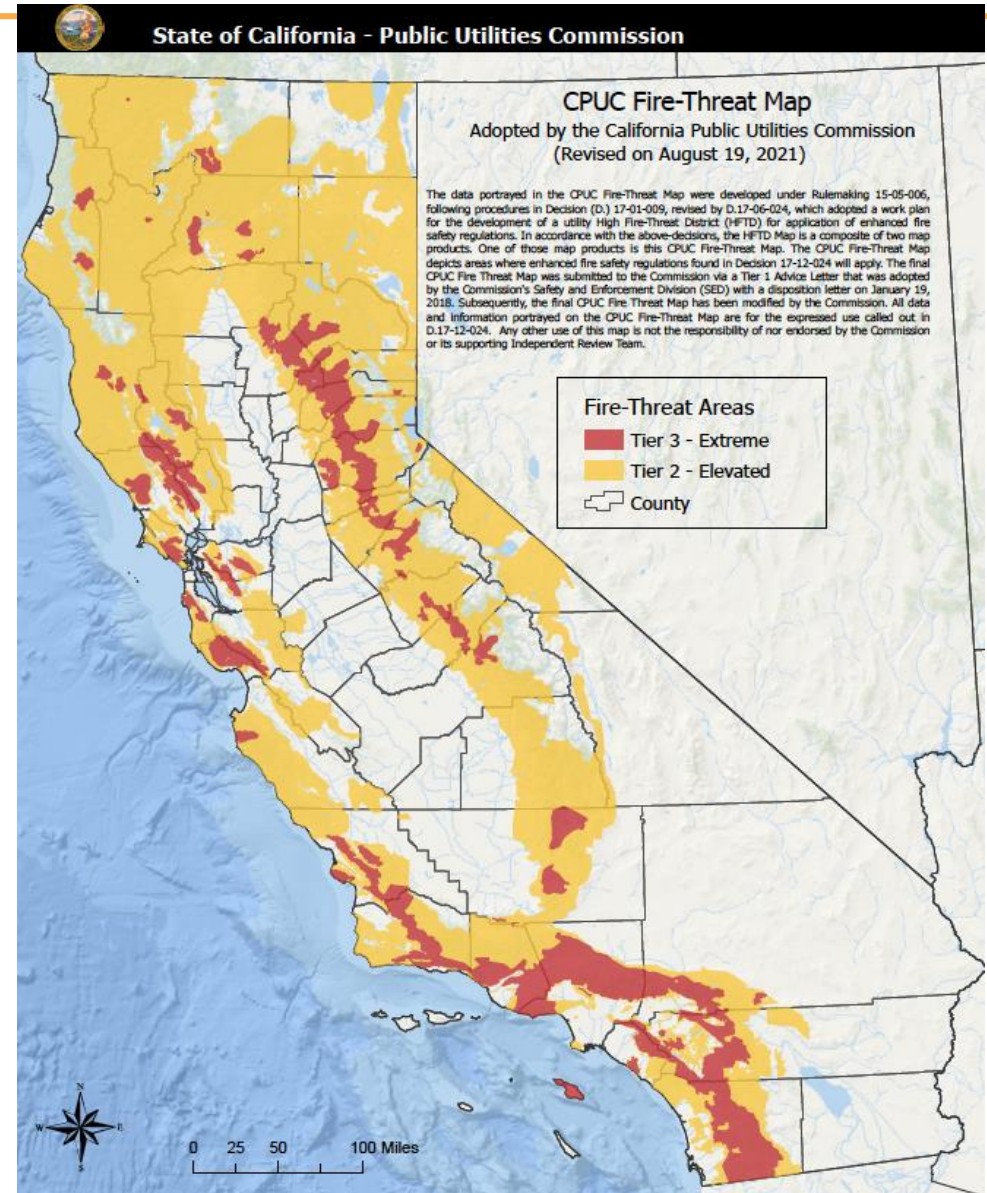 State of California - Public Utilities Commission
CPUC Fire-Threat Map
Adopted by the California Public Utilities Commission
(Revised on August 19, 2021)
The data portrayed in the CPUC Fire-Threat Map were developed under Rulemaking 15-05-006,
following procedures in Decision (D.) 17-01-009, revised by D.17-06-024, which adopted a work plan
for the development of a utility High Fire-Threat District (HFTD) for application of enhanced fire
safety regulations. In accordance with the above-decisions, the HFTD Map is a composite of two map
products. One of those map products is this CPUC Fire-Threat Map. The CPUC Fire-Threat Map
depicts areas where enhanced fire safety regulations found in Decision 17-12-024 will apply. The final
CPUC Fire Threat Map was submitted to the Commission via a Tier 1 Advice Letter that was adopted
by the Commission's Safety and Enforcement Division (SED) with a disposition letter on January 19,
2018. Subsequently, the final CPUC Fire Threat Map has been modified by the Commission. All data
and information portrayed on the CPUC Fire-Threat Map are for the expressed use called out in
D.17-12-024. Any other use of this map is not the responsibility of nor endorsed by the Commission
or its supporting Independent Review Team.
Fire-Threat Areas
Tier 3 - Extreme
Tier 2 - Elevated
County
N
W E
S
0 25 50 100 Miles